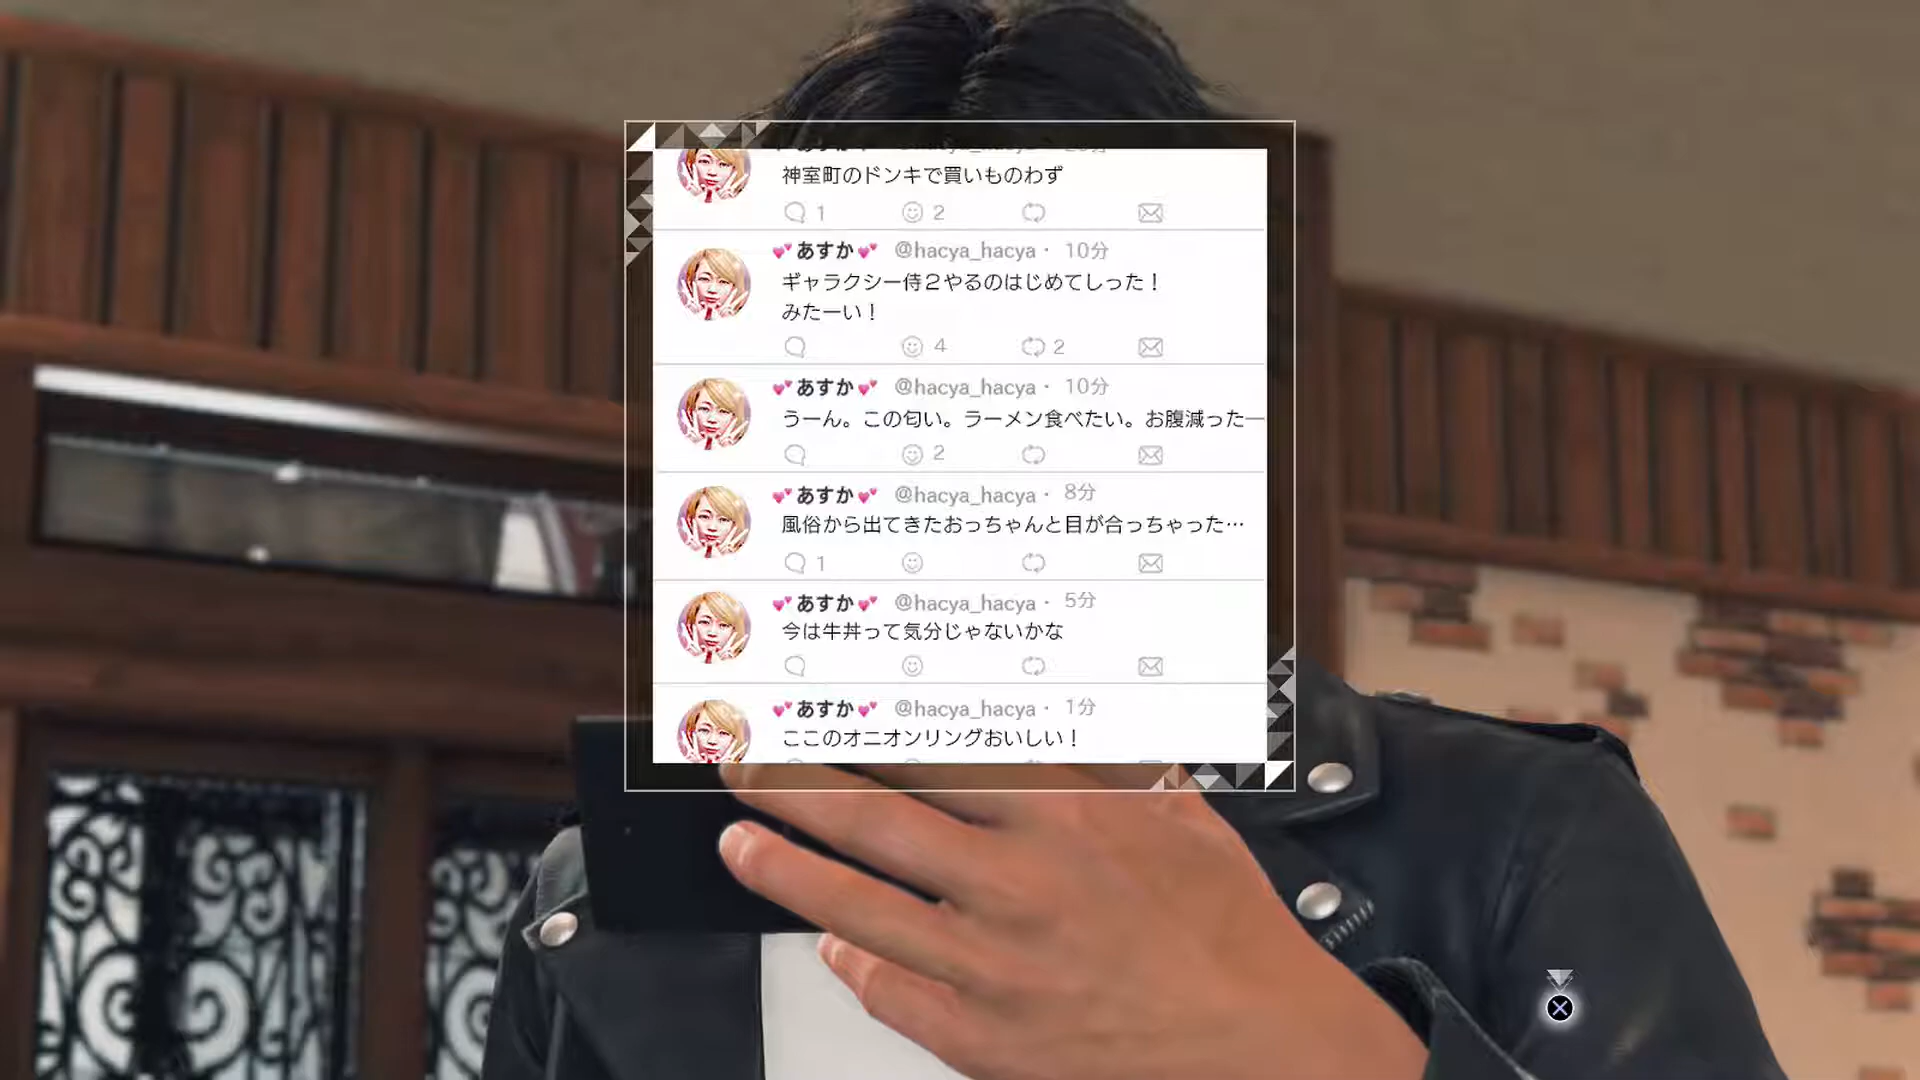 神室町のドンキで買いものわず
1 2
💕あすか💕 @hacya_hacya · 10分
ギャラクシー侍２やるのはじめてしった！
みたーい！
4 2
💕あすか💕 @hacya_hacya · 10分
うーん。この匂い。ラーメン食べたい。お腹減ったー
2
💕あすか💕 @hacya_hacya · 8分
風俗から出てきたおっちゃんと目が合っちゃった…
1
💕あすか💕 @hacya_hacya · 5分
今は牛丼って気分じゃないかな
💕あすか💕 @hacya_hacya · 1分
ここのオニオンリングおいしい！